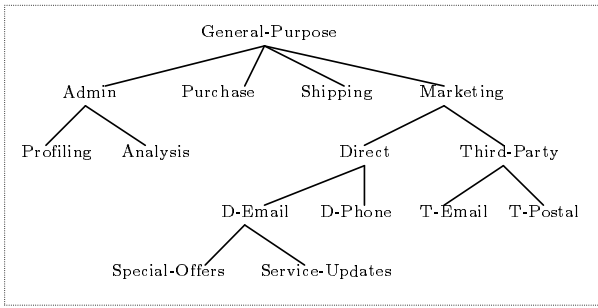 General-Purpose
Admin Purchase Shipping Marketing
Profiling Analysis Direct Third-Party
D-Email D-Phone T-Email T-Postal
Special-Offers Service-Updates